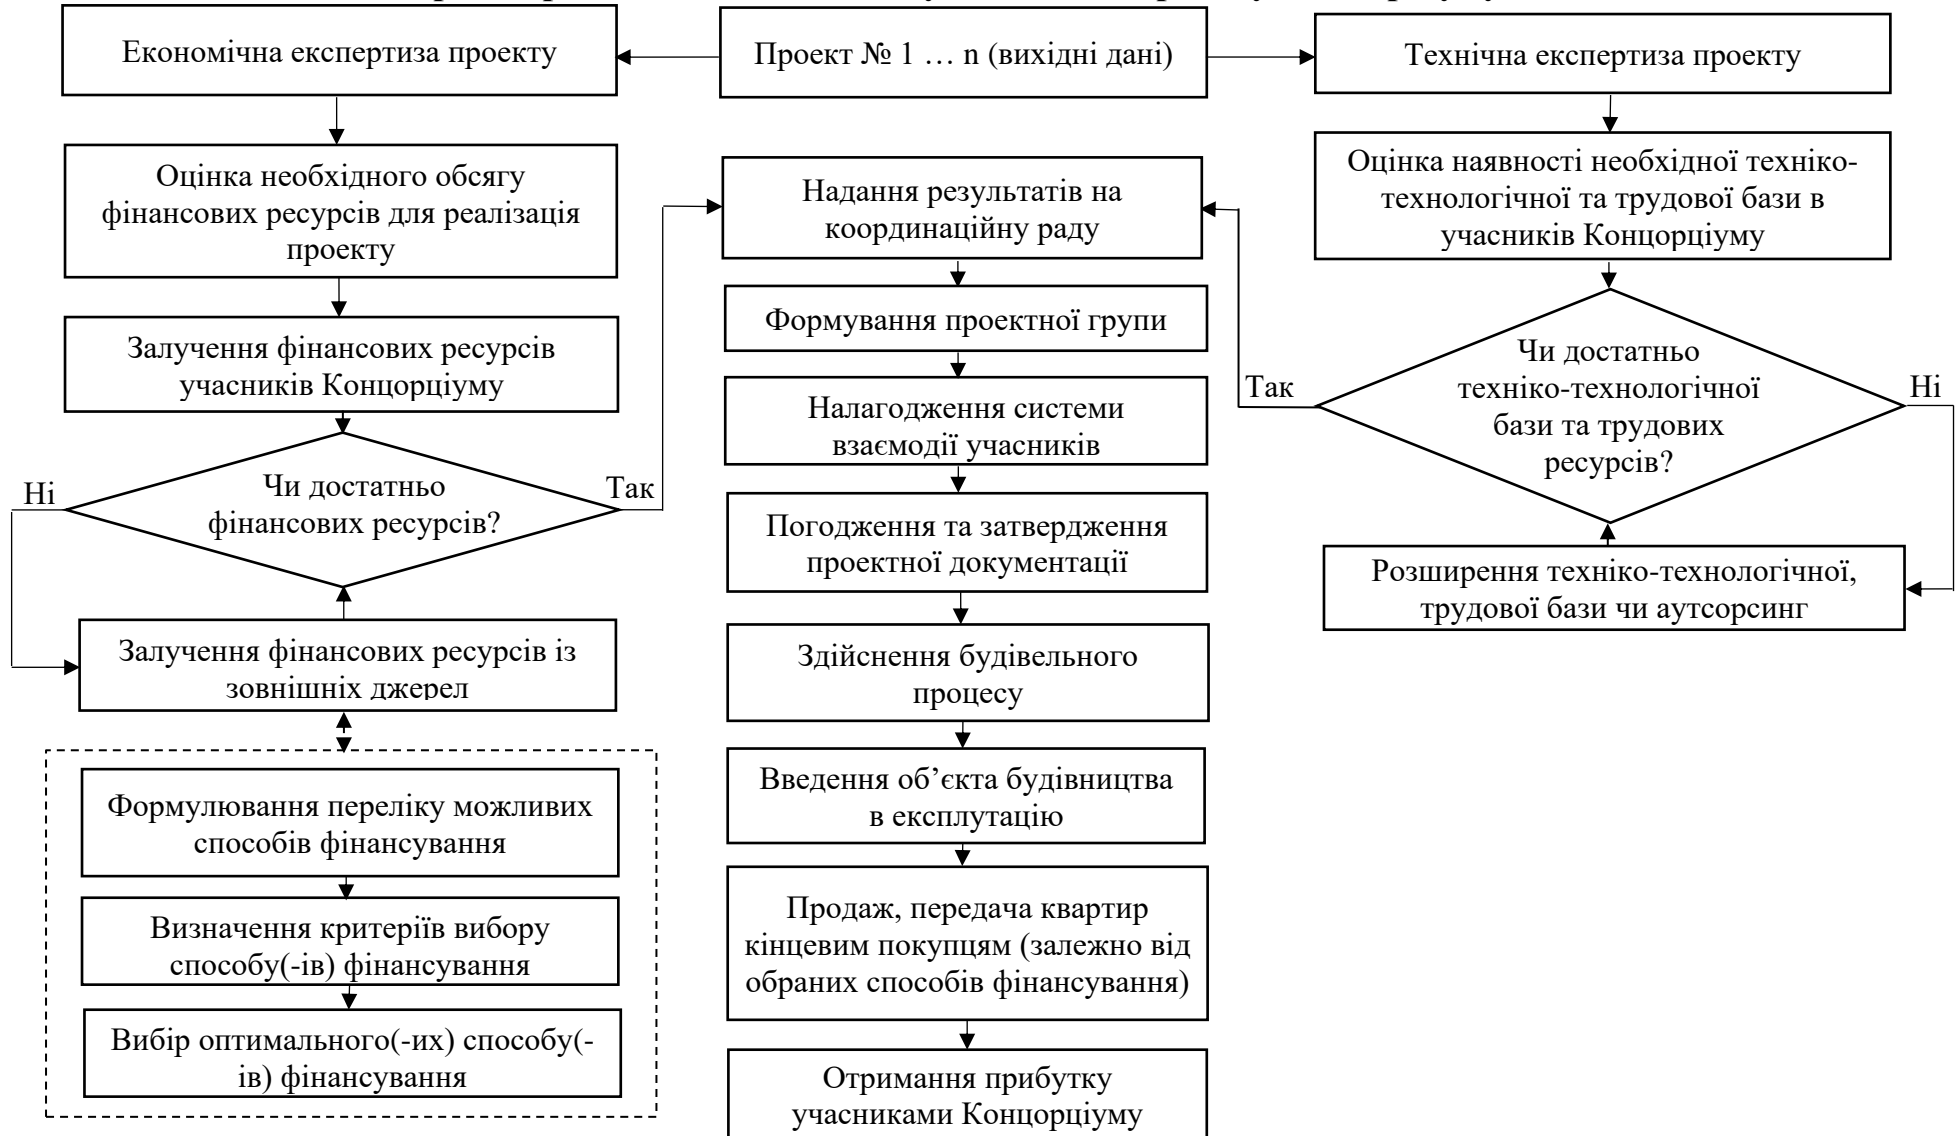 Економічна експертиза проекту
Проект № 1 … n (вихідні дані)
Технічна експертиза проекту
Оцінка необхідного обсягу
фінансових ресурсів для реалізація
проекту
Залучення фінансових ресурсів
учасників Концорціуму
Чи достатньо
фінансових ресурсів?
Ні
Так
Залучення фінансових ресурсів із
зовнішніх джерел
Формулювання переліку можливих
способів фінансування
Визначення критеріїв вибору
способу(-ів) фінансування
Вибір оптимального(-их) способу(-
ів) фінансування
Надання результатів на
координаційну раду
Формування проектної групи
Налагодження системи
взаємодії учасників
Погодження та затвердження
проектної документації
Здійснення будівельного
процесу
Введення об’єкта будівництва
в експлутацію
Продаж, передача квартир
кінцевим покупцям (залежно від
обраних способів фінансування)
Отримання прибутку
учасниками Концорціуму
Оцінка наявності необхідної техніко-
технологічної та трудової бази в
учасників Концорціуму
Чи достатньо
техніко-технологічної
бази та трудових
ресурсів?
Так
Ні
Розширення техніко-технологічної,
трудової бази чи аутсорсинг